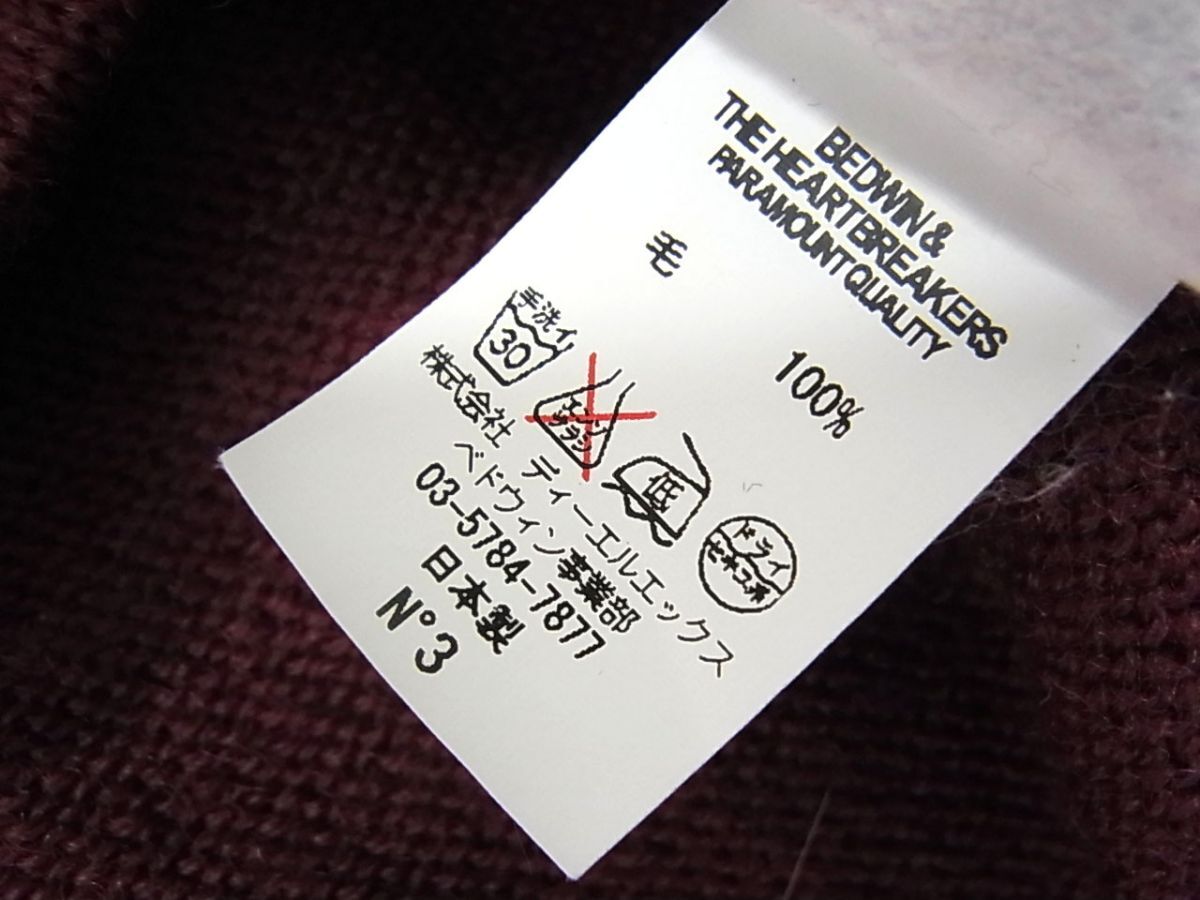 BEDWIN &
THE HEARTBREAKERS
PARAMOUNT QUALITY
毛 100%
手洗イ
30
エンソ
サラシ
低
ドライ
セキユ系
株式会社 ディーエルエックス
ベドウィン事業部
03-5784-7877
日本製
N°3